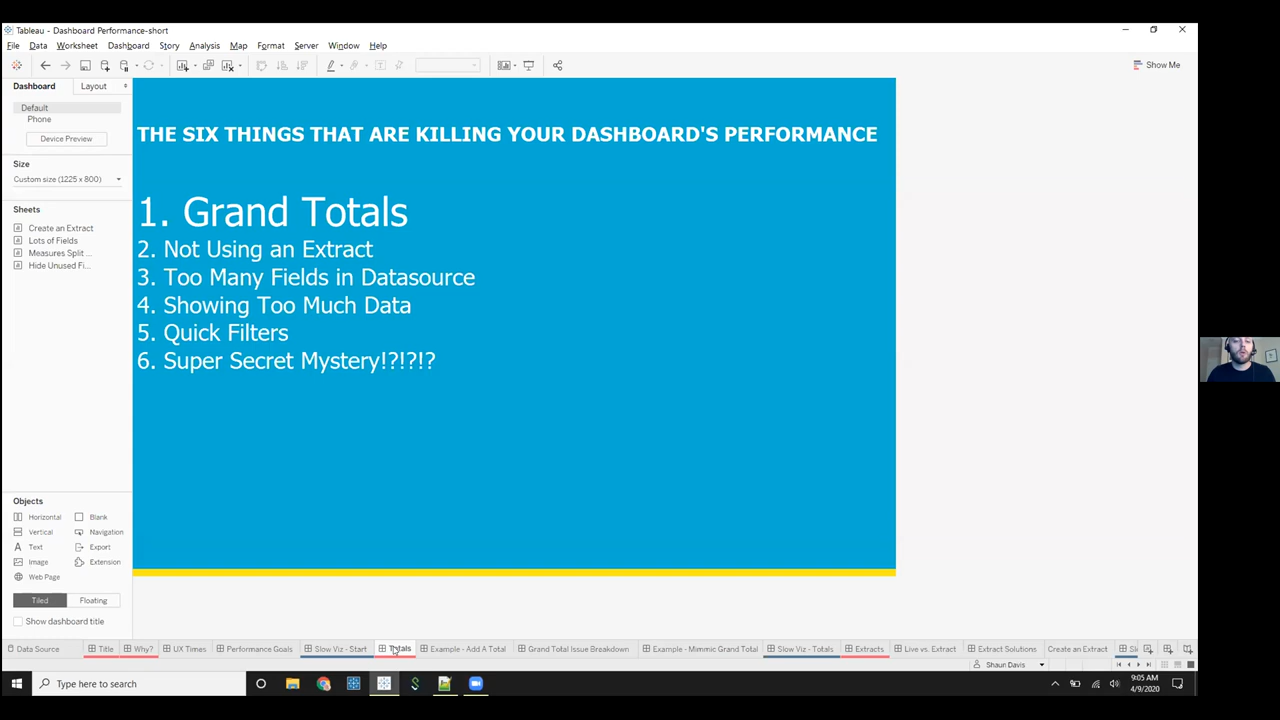 Tableau - Dashboard Performance-short
File Data Worksheet Dashboard Story Analysis Map Format Server Window Help
Show Me
Dashboard Layout
Default
Phone
Device Preview
Size
Custom size (1225 x 800)
Sheets
Create an Extract
Lots of Fields
Measures Split ...
Hide Unused Fi...
THE SIX THINGS THAT ARE KILLING YOUR DASHBOARD'S PERFORMANCE
1. Grand Totals
2. Not Using an Extract
3. Too Many Fields in Datasource
4. Showing Too Much Data
5. Quick Filters
6. Super Secret Mystery!?!?!?
Objects
Horizontal Blank
Vertical Navigation
A Text Export
Image Extension
Web Page
Tiled Floating
Show dashboard title
Data Source Title Why? UX Times Performance Goals Slow Viz - Start Totals Example - Add A Total Grand Total Issue Breakdown Example - Mimmic Grand Total Slow Viz - Totals Extracts Live vs. Extract Extract Solutions Create an Extract
Shaun Davis
Type here to search
9:05 AM
4/9/2020